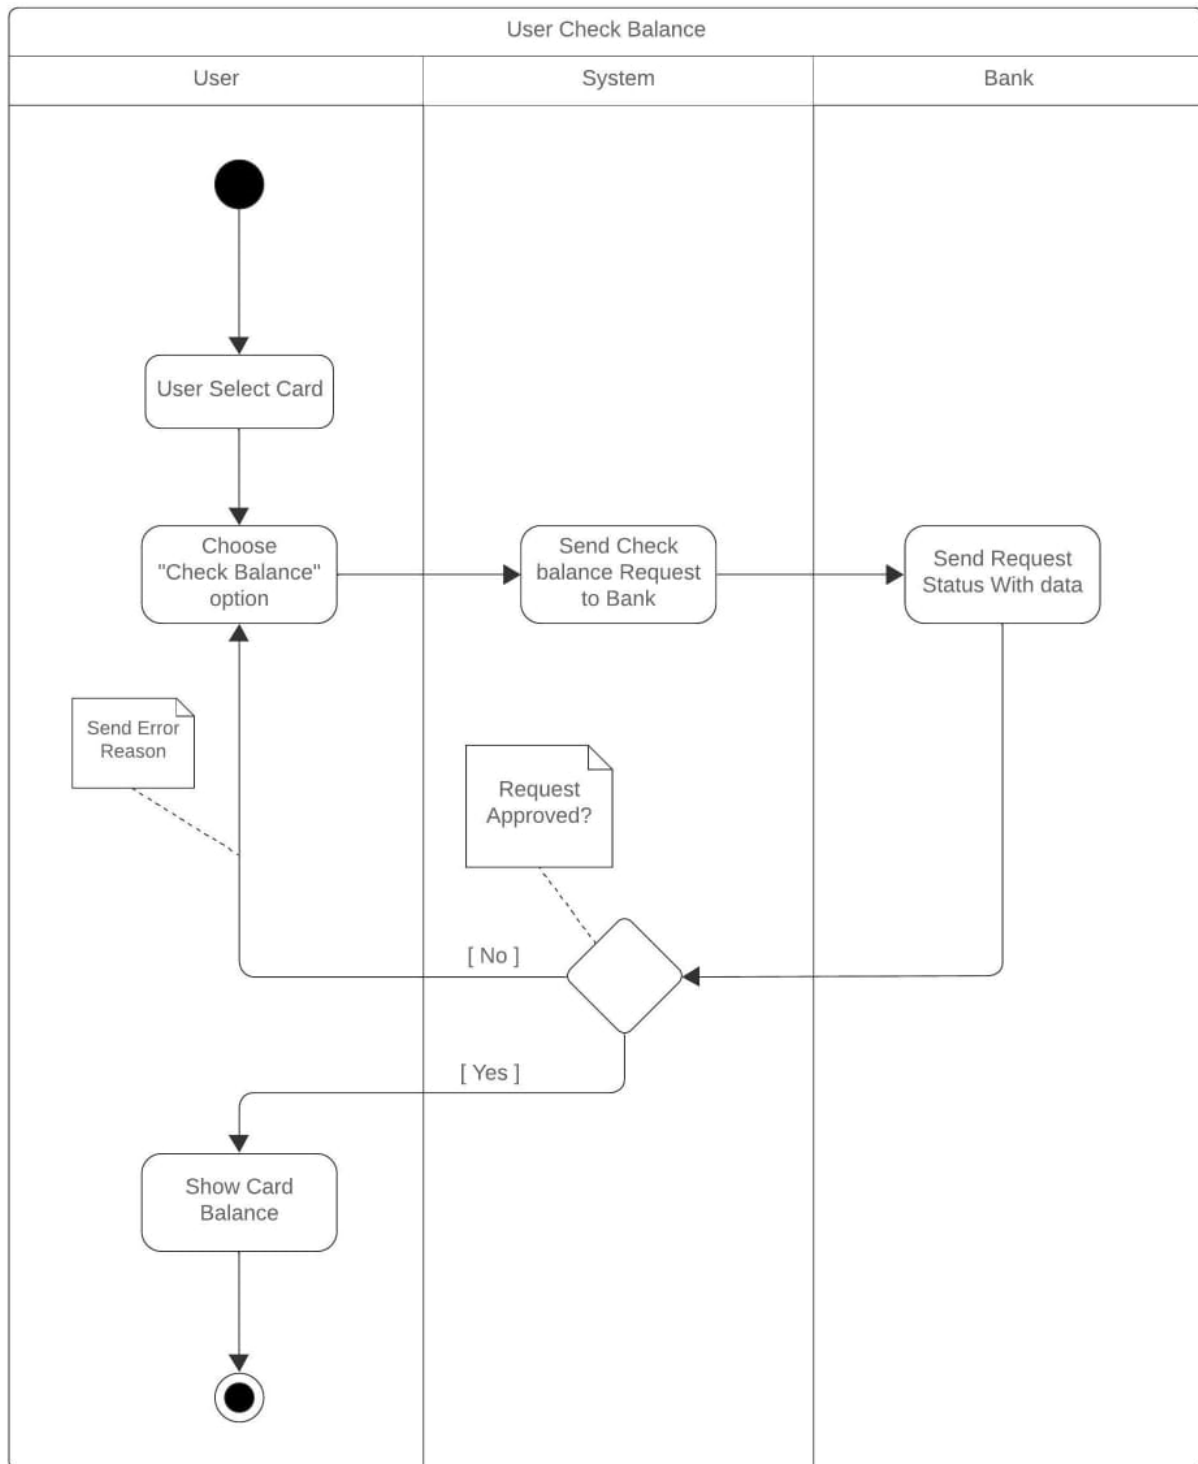 User Check Balance
User
System
Bank
User Select Card
Choose
"Check Balance"
option
Send Check
balance Request
to Bank
Send Request
Status With data
Send Error
Reason
Request
Approved?
[ No ]
[ Yes ]
Show Card
Balance